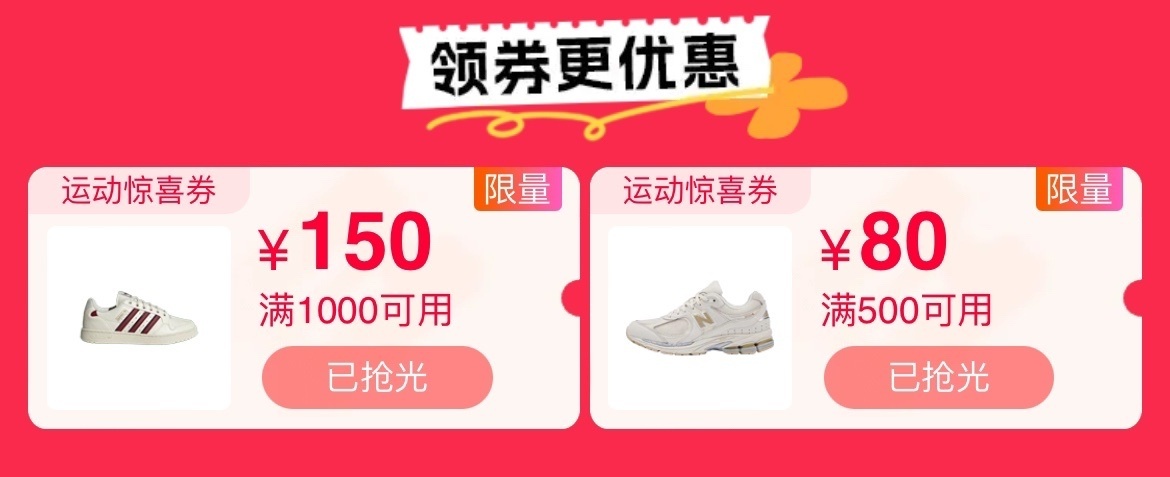 领券更优惠
运动惊喜券
限量
¥150
满1000可用
已抢光
运动惊喜券
限量
¥80
N
满500可用
已抢光